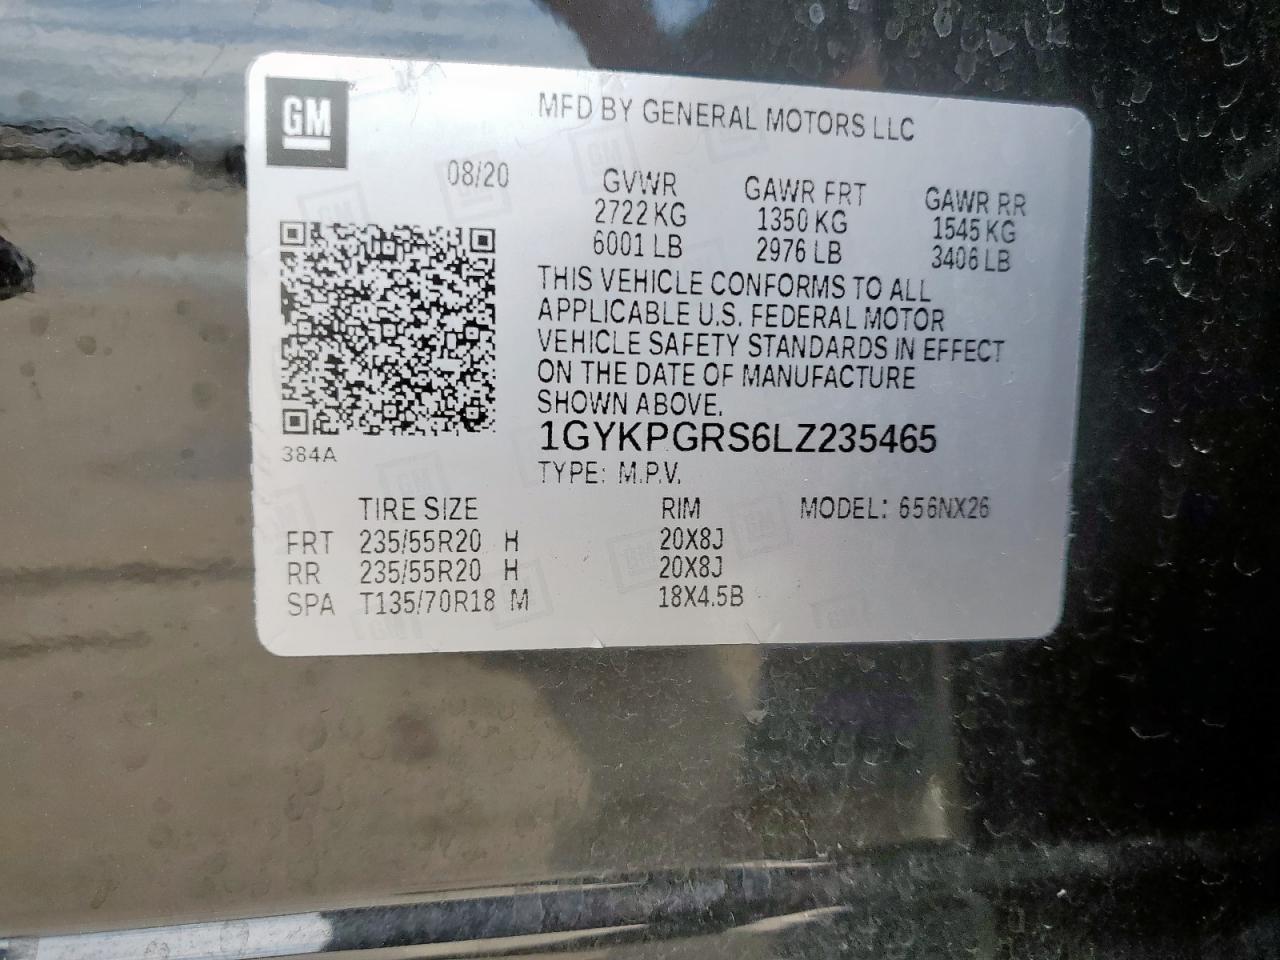 GM
MFD BY GENERAL MOTORS LLC
08/20
GVWR GAWR FRT GAWR RR
2722 KG 1350 KG 1545 KG
6001 LB 2976 LB 3406 LB
THIS VEHICLE CONFORMS TO ALL
APPLICABLE U.S. FEDERAL MOTOR
VEHICLE SAFETY STANDARDS IN EFFECT
ON THE DATE OF MANUFACTURE
SHOWN ABOVE.
1GYKPGRS6LZ235465
384A
TYPE: M.P.V.
TIRE SIZE RIM MODEL: 656NX26
FRT 235/55R20 H 20X8J
RR 235/55R20 H 20X8J
SPA T135/70R18 M 18X4.5B